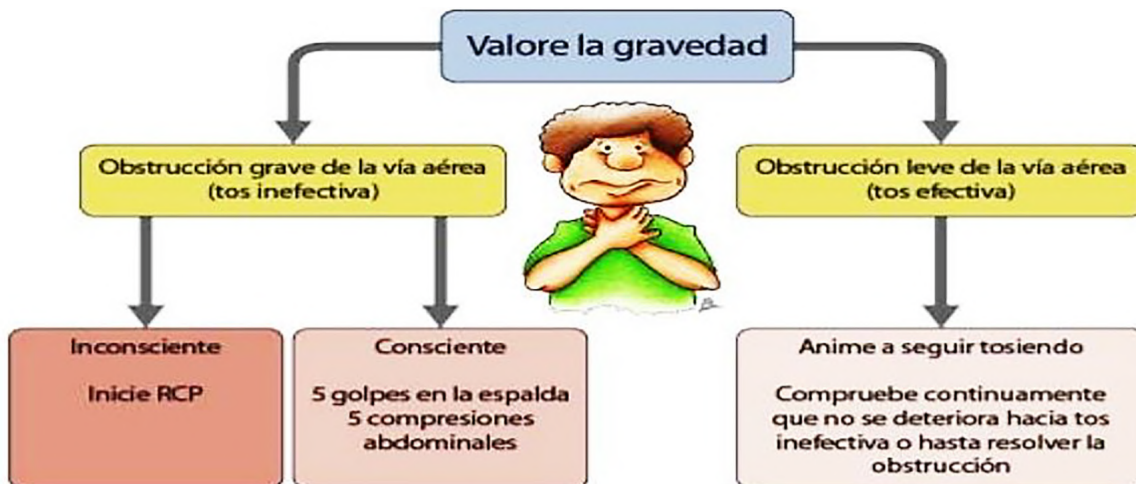 Valore la gravedad
Obstrucción grave de la vía aérea
(tos inefectiva)
Obstrucción leve de la vía aérea
(tos efectiva)
Inconsciente
Inicie RCP
Consciente
5 golpes en la espalda
5 compresiones
abdominales
Anime a seguir tosiendo
Compruebe continuamente
que no se deteriora hacia tos
inefectiva o hasta resolver la
obstrucción